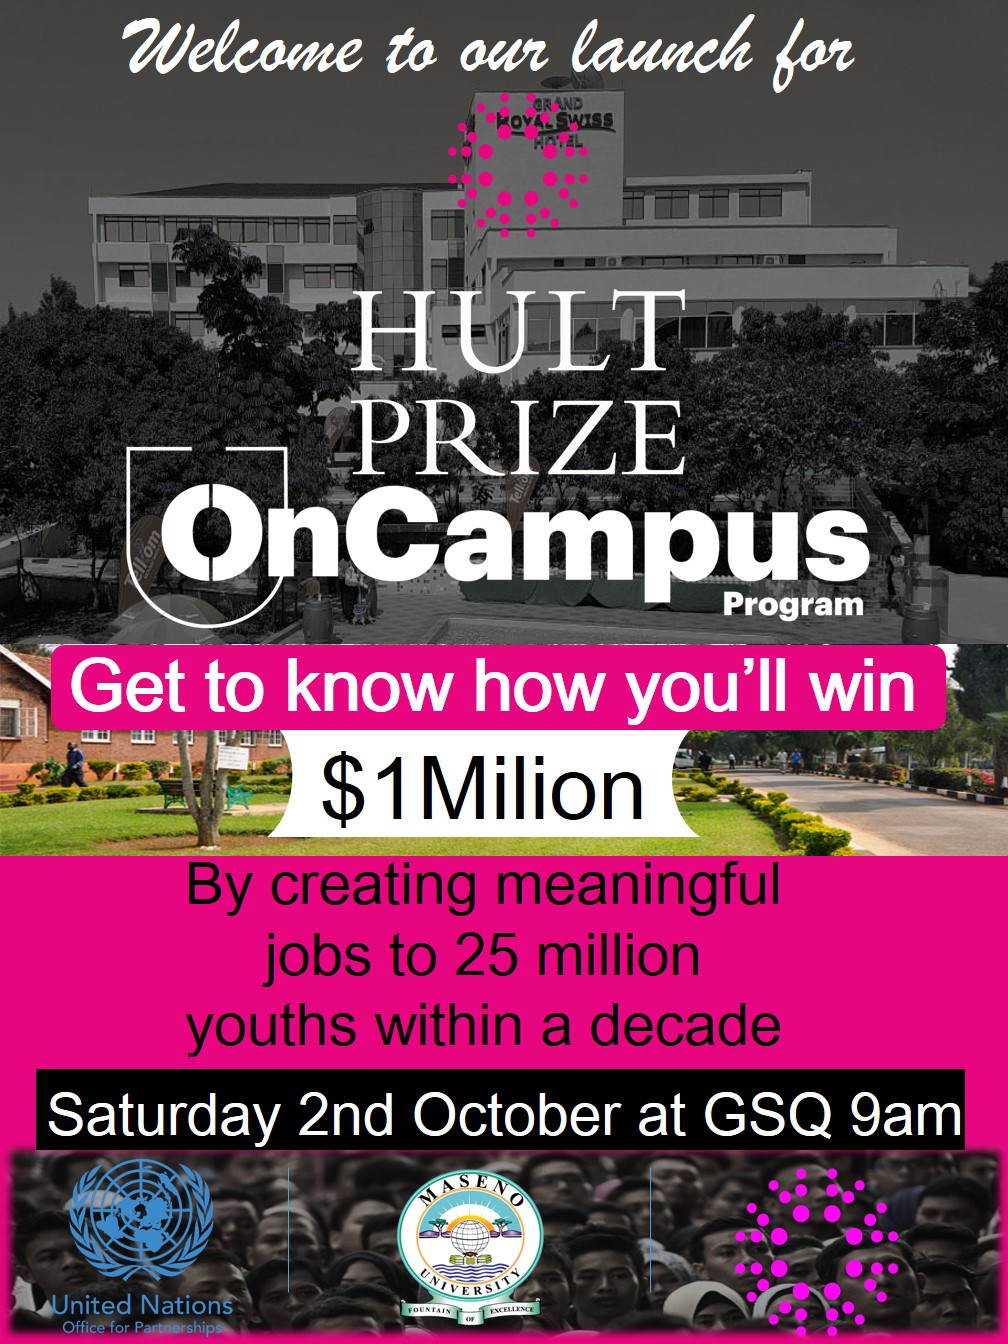 Welcome to our launch for
GRAND
ROYAL SWISS
HOTEL
HULT
PRIZE
Telkom
Telkom
OnCampus
Program
Get to know how you'll win
$1Milion
By creating meaningful
jobs to 25 million
youths within a decade
Saturday 2nd October at GSQ 9am
MASENO
UNIVERSITY
FOUNTAIN OF EXCELLENCE
United Nations
Office for Partnerships